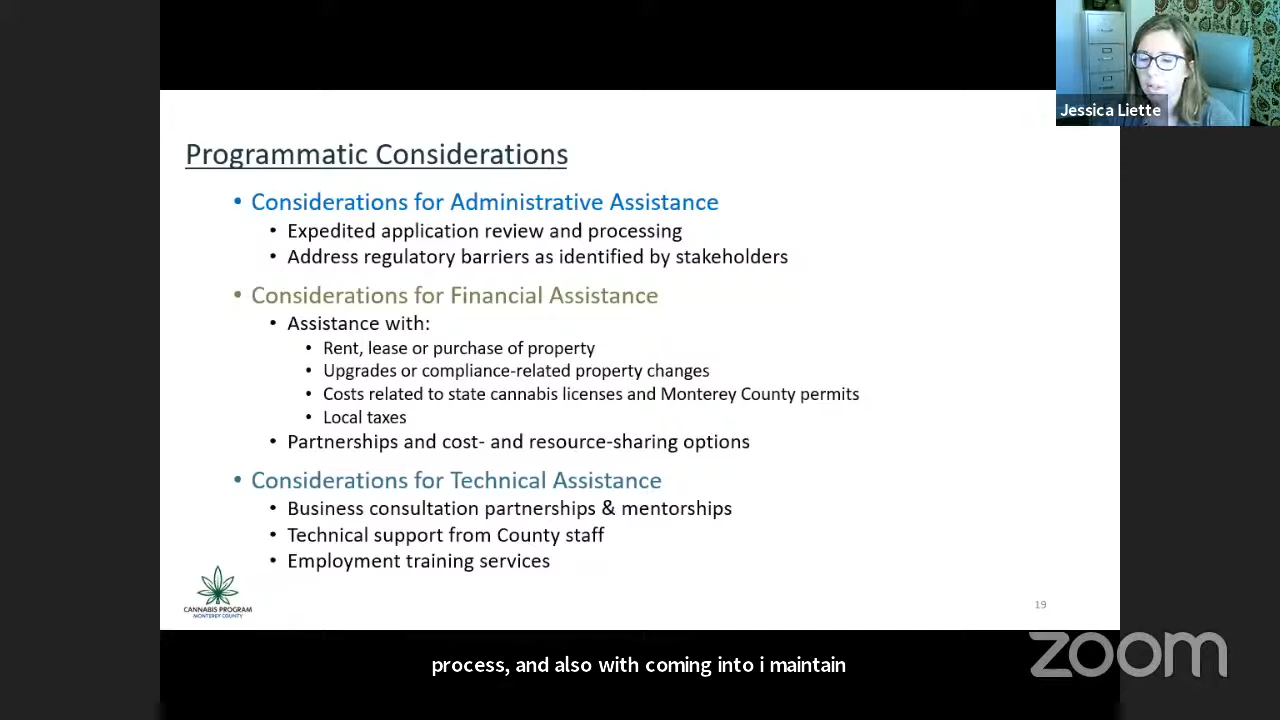 Jessica Liette
Programmatic Considerations
• Considerations for Administrative Assistance
• Expedited application review and processing
• Address regulatory barriers as identified by stakeholders
• Considerations for Financial Assistance
• Assistance with:
• Rent, lease or purchase of property
• Upgrades or compliance-related property changes
• Costs related to state cannabis licenses and Monterey County permits
• Local taxes
• Partnerships and cost- and resource-sharing options
• Considerations for Technical Assistance
• Business consultation partnerships & mentorships
• Technical support from County staff
• Employment training services
CANNABIS PROGRAM
MONTEREY COUNTY
19
process, and also with coming into i maintain
zoom